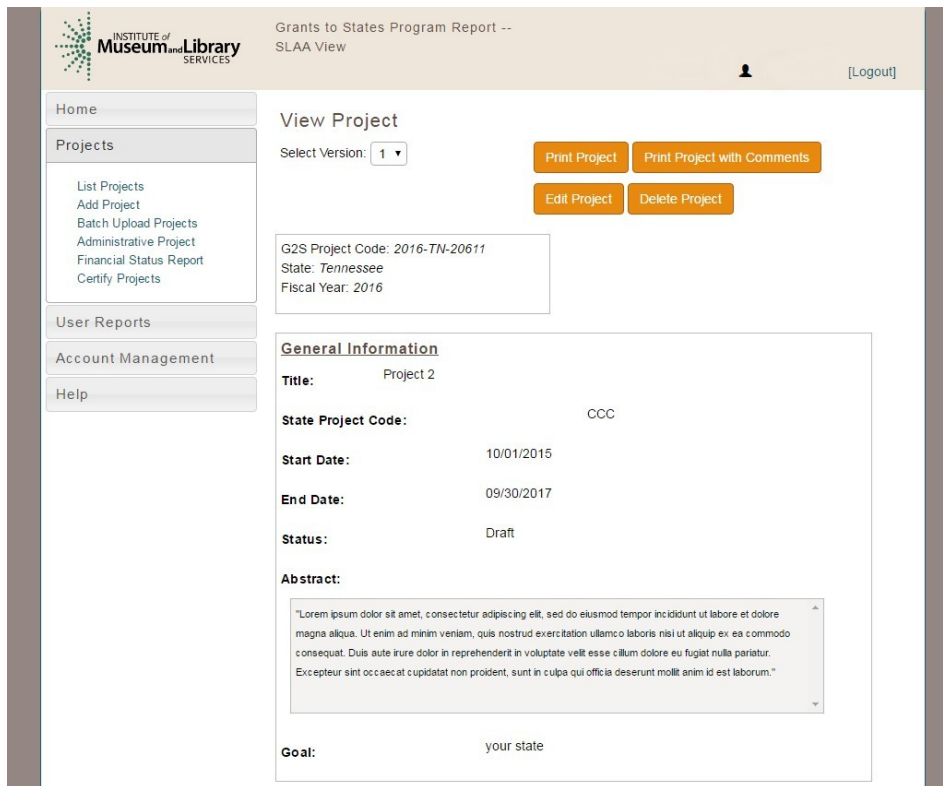 INSTITUTE of
Museum and Library
SERVICES
Grants to States Program Report --
SLAA View
[Logout]
Home
Projects
List Projects
Add Project
Batch Upload Projects
Administrative Project
Financial Status Report
Certify Projects
User Reports
Account Management
Help
View Project
Select Version: 1
Print Project Print Project with Comments
Edit Project Delete Project
G2S Project Code: 2016-TN-20611
State: Tennessee
Fiscal Year: 2016
General Information
Title: Project 2
State Project Code: CCC
Start Date: 10/01/2015
End Date: 09/30/2017
Status: Draft
Abstract:
"Lorem ipsum dolor sit amet, consectetur adipiscing elit, sed do eiusmod tempor incididunt ut labore et dolore
magna aliqua. Ut enim ad minim veniam, quis nostrud exercitation ullamco laboris nisi ut aliquip ex ea commodo
consequat. Duis aute irure dolor in reprehenderit in voluptate velit esse cillum dolore eu fugiat nulla pariatur.
Excepteur sint occaecat cupidatat non proident, sunt in culpa qui officia deserunt mollit anim id est laborum."
Goal: your state